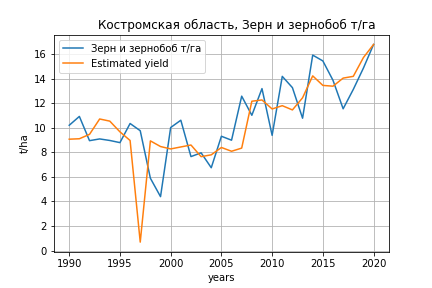 Костромская область, Зерн и зернобоб т/га
Зерн и зернобоб т/га
Estimated yield
t/ha
16
14
12
10
8
6
4
2
0
1990 1995 2000 2005 2010 2015 2020
years